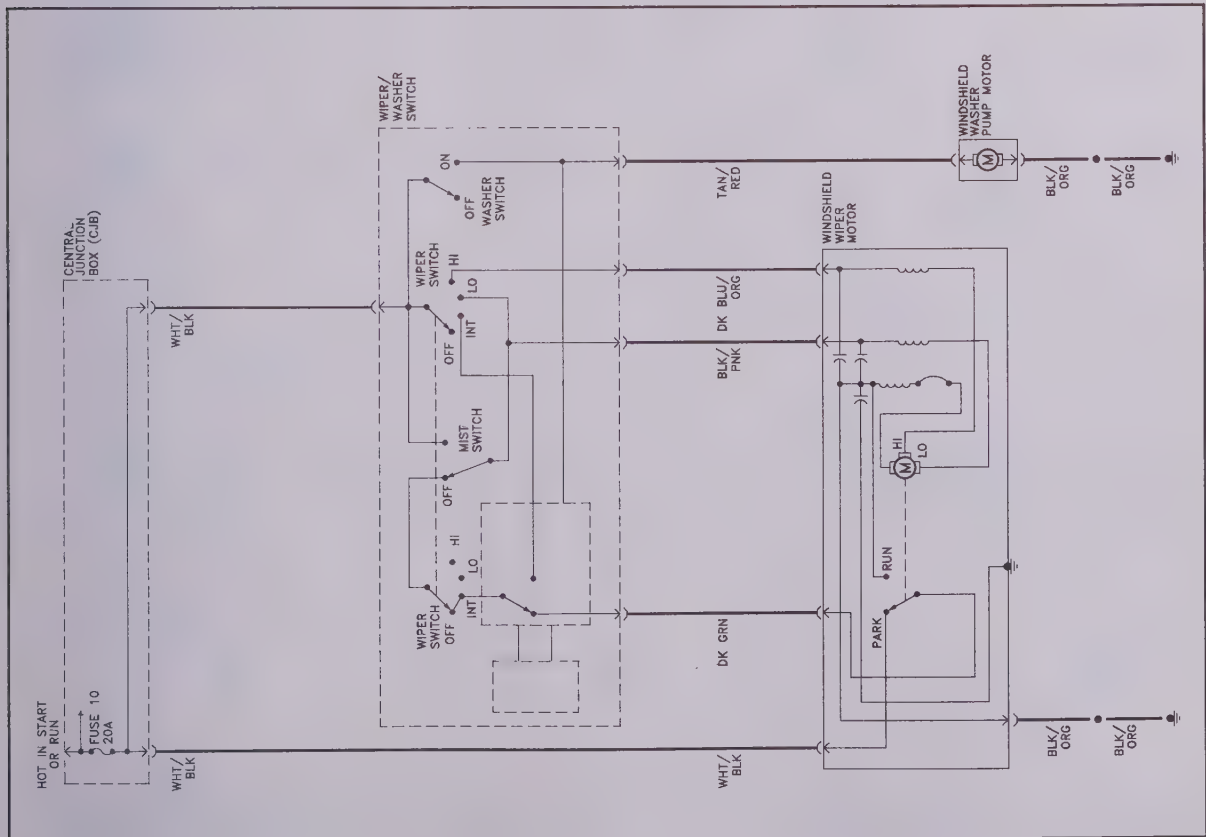 HOT IN START
OR RUN
CENTRAL
JUNCTION
BOX (CJB)
FUSE 10
20A
WHT/
BLK
WHT/
BLK
WIPER/
WASHER
SWITCH
WIPER
SWITCH
OFF
INT
LO
HI
OFF
MIST
SWITCH
WIPER
SWITCH
OFF
INT
LO
HI
OFF
WASHER
SWITCH
ON
WHT/
BLK
DK GRN
BLK/
PNK
DK BLU/
ORG
TAN/
RED
WINDSHIELD
WIPER
MOTOR
PARK
RUN
M
HI
LO
WINDSHIELD
WASHER
PUMP MOTOR
M
BLK/
ORG
BLK/
ORG
BLK/
ORG
BLK/
ORG